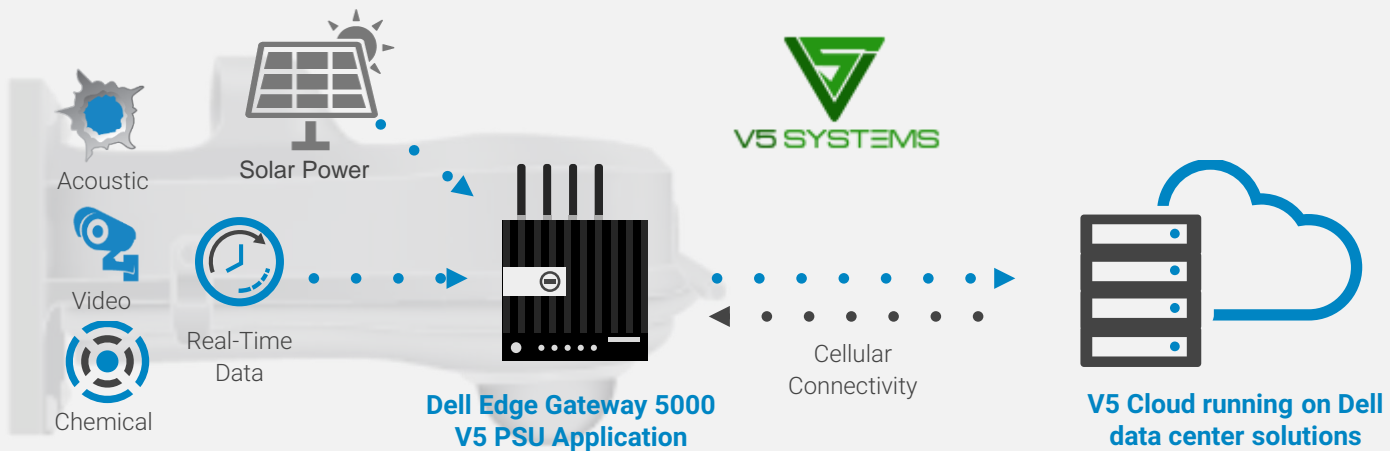 Acoustic
Solar Power
V5 SYSTEMS
Video
Real-Time
Data
Chemical
Dell Edge Gateway 5000
V5 PSU Application
Cellular
Connectivity
V5 Cloud running on Dell
data center solutions